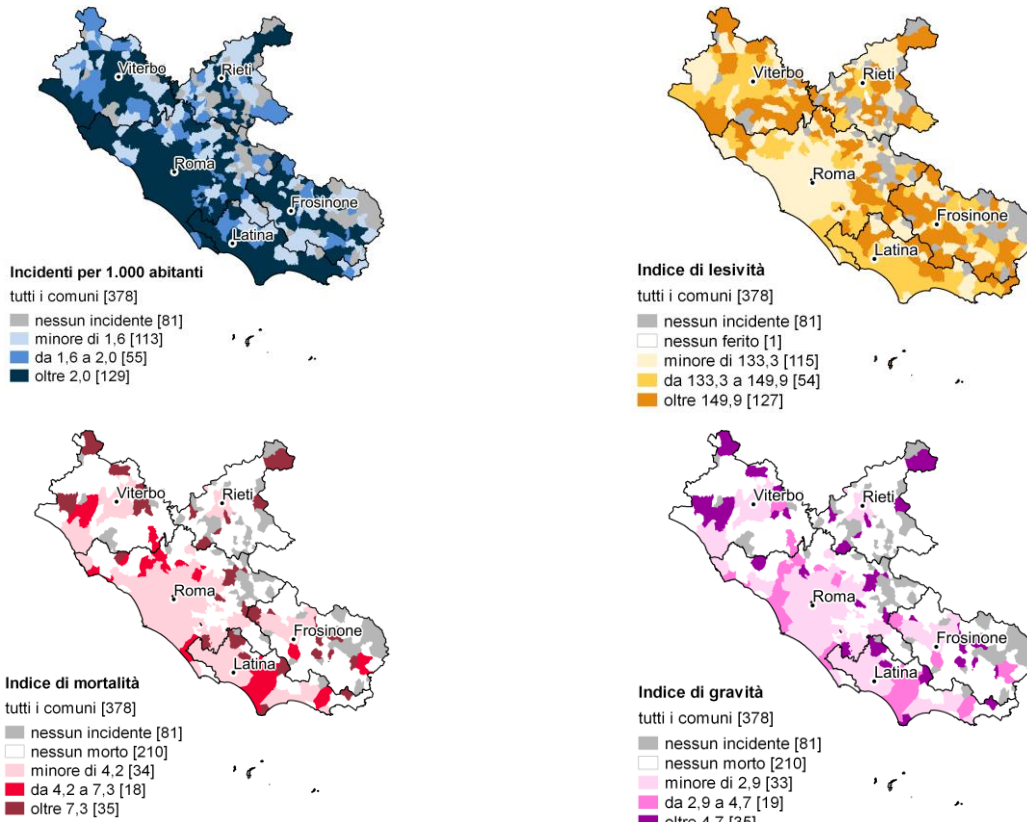 Viterbo
Rieti
Roma
Frosinone
Latina
Incidenti per 1.000 abitanti
tutti i comuni [378]
nessun incidente [81]
minore di 1,6 [113]
da 1,6 a 2,0 [55]
oltre 2,0 [129]
Viterbo
Rieti
Roma
Frosinone
Latina
Indice di lesività
tutti i comuni [378]
nessun incidente [81]
nessun ferito [1]
minore di 133,3 [115]
da 133,3 a 149,9 [54]
oltre 149,9 [127]
Viterbo
Rieti
Roma
Frosinone
Latina
Indice di mortalità
tutti i comuni [378]
nessun incidente [81]
nessun morto [210]
minore di 4,2 [34]
da 4,2 a 7,3 [18]
oltre 7,3 [35]
Viterbo
Rieti
Roma
Frosinone
Latina
Indice di gravità
tutti i comuni [378]
nessun incidente [81]
nessun morto [210]
minore di 2,9 [33]
da 2,9 a 4,7 [19]
oltre 4,7 [35]